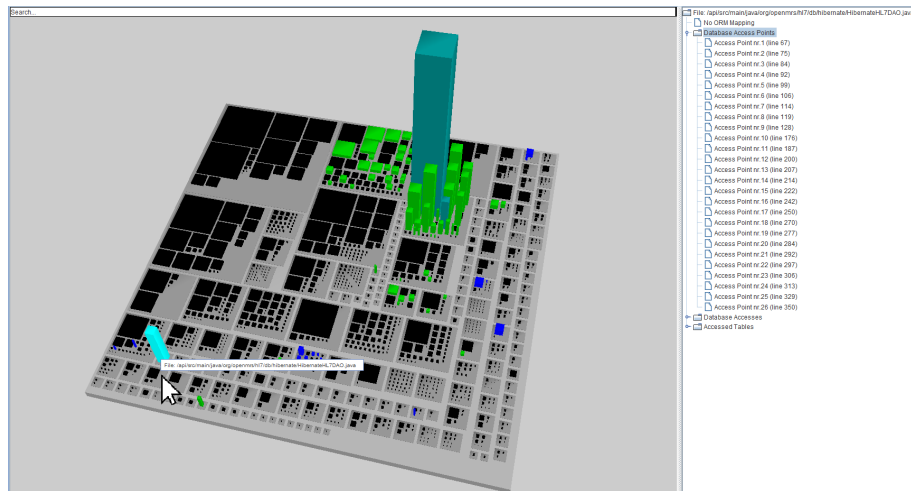 Search...
File: /api/src/main/java/org/openmrs/hl7/db/hibernate/HibernateHL7DAO.java
File: /api/src/main/java/org/openmrs/hl7/db/hibernate/HibernateHL7DAO.java
No ORM Mapping
Database Access Points
Access Point nr.1 (line 67)
Access Point nr.2 (line 75)
Access Point nr.3 (line 84)
Access Point nr.4 (line 92)
Access Point nr.5 (line 99)
Access Point nr.6 (line 106)
Access Point nr.7 (line 114)
Access Point nr.8 (line 119)
Access Point nr.9 (line 128)
Access Point nr.10 (line 176)
Access Point nr.11 (line 187)
Access Point nr.12 (line 200)
Access Point nr.13 (line 207)
Access Point nr.14 (line 214)
Access Point nr.15 (line 222)
Access Point nr.16 (line 242)
Access Point nr.17 (line 250)
Access Point nr.18 (line 270)
Access Point nr.19 (line 277)
Access Point nr.20 (line 284)
Access Point nr.21 (line 292)
Access Point nr.22 (line 297)
Access Point nr.23 (line 306)
Access Point nr.24 (line 313)
Access Point nr.25 (line 329)
Access Point nr.26 (line 350)
Database Accesses
Accessed Tables